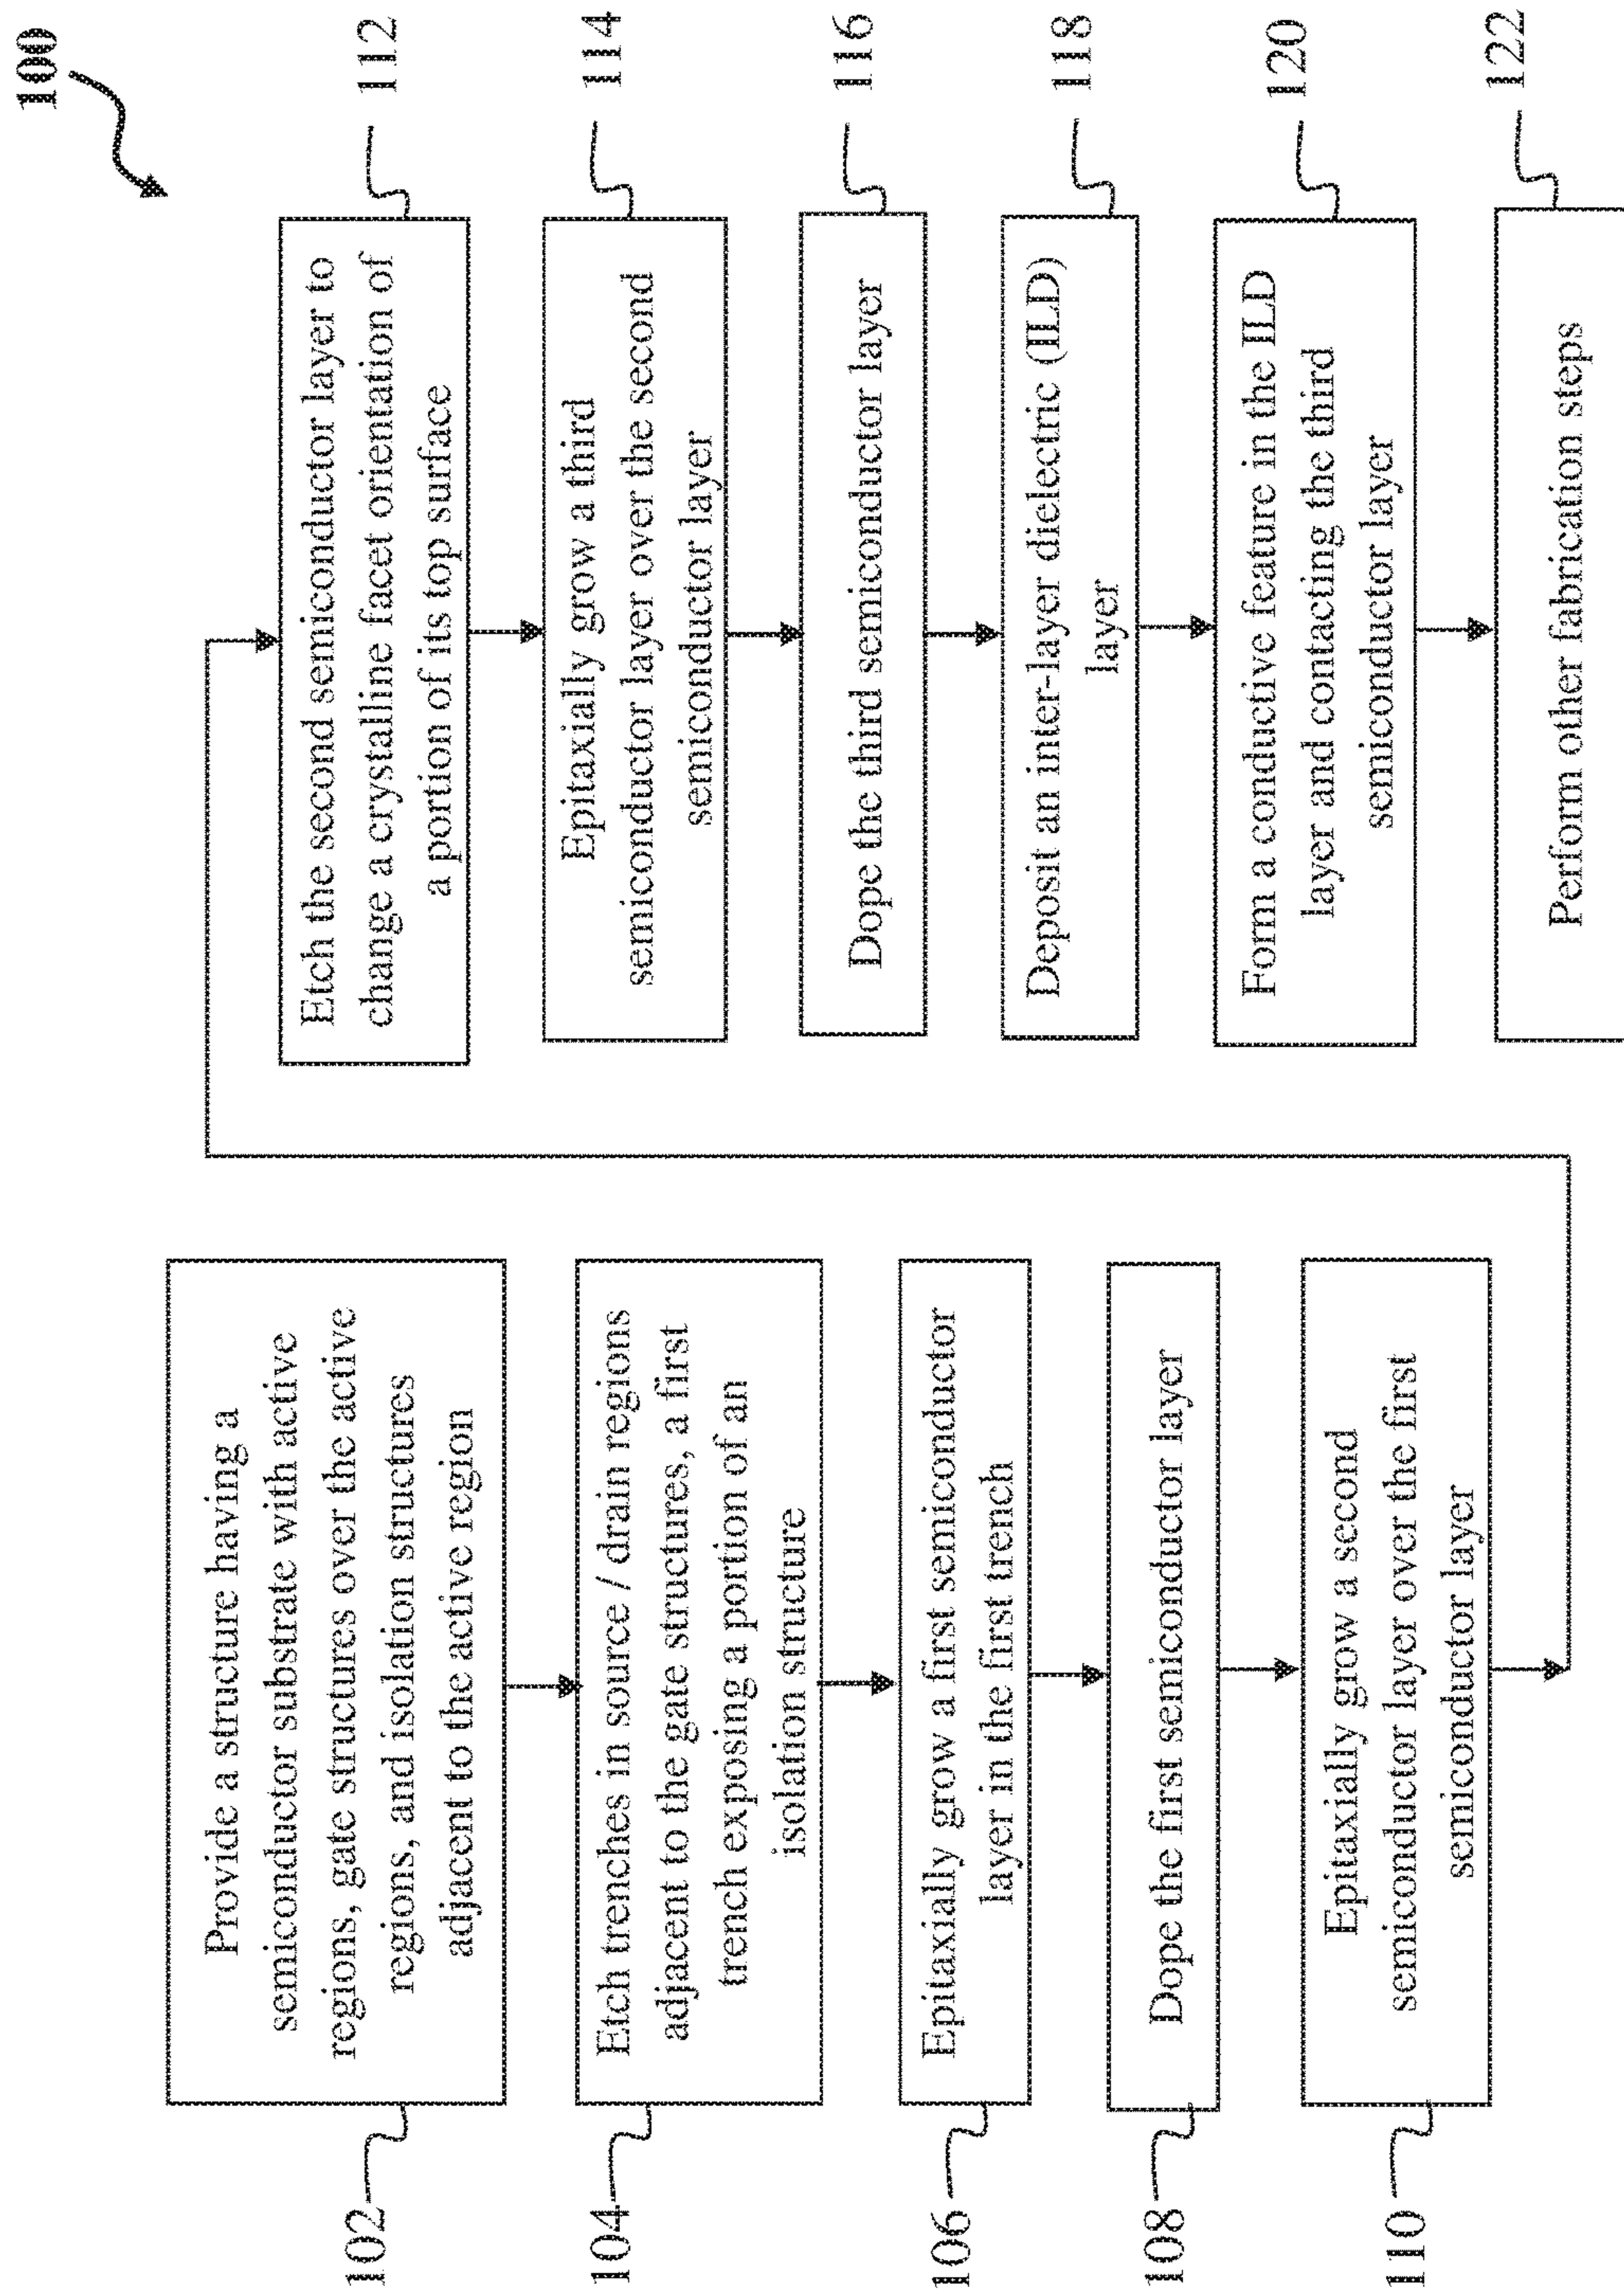 100
102
Provide a structure having a
semiconductor substrate with active
regions, gate structures over the active
regions, and isolation structures
adjacent to the active region
104
Etch trenches in source / drain regions
adjacent to the gate structures, a first
trench exposing a portion of an
isolation structure
106
Epitaxially grow a first semiconductor
layer in the first trench
108
Dope the first semiconductor layer
110
Epitaxially grow a second
semiconductor layer over the first
semiconductor layer
Etch the second semiconductor layer to
change a crystalline facet orientation of
a portion of its top surface
112
Epitaxially grow a third
semiconductor layer over the second
semiconductor layer
114
Dope the third semiconductor layer
116
Deposit an inter-layer dielectric (ILD)
layer
118
Form a conductive feature in the ILD
layer and contacting the third
semiconductor layer
120
Perform other fabrication steps
122